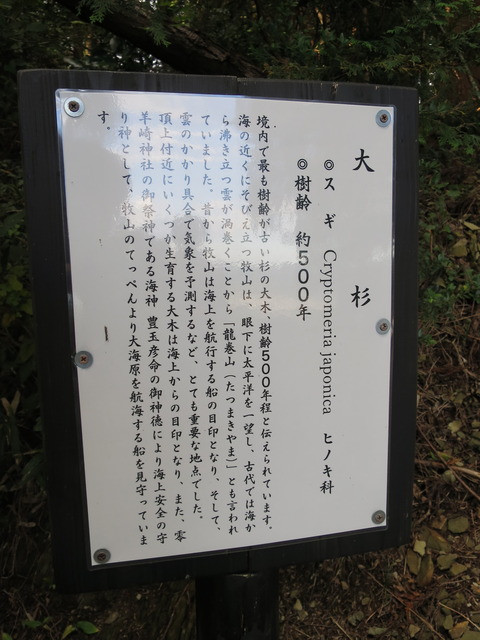 大杉
◎スギ Cryptomeria japonica ヒノキ科
◎樹齢 約500年
境内で最も樹齢が古い杉の大木、樹齢500年程と伝えられています。
海の近くにそびえ立つ牧山は、眼下に太平洋を一望し、古代では海か
ら沸き立つ雲が渦巻くことから「龍巻山(たつまきやま)」とも言われ
ていました。昔から牧山は海上を航行する船の目印となり、そして、
雲のかかり具合で気象を予測するなど、とても重要な地点でした。
頂上付近にいくつか生育する大木は海上からの目印となり、また、零
羊崎神社の御祭神である海神 豊玉彦命の御神徳により海上安全の守
り神として、牧山のてっぺんより大海原を航海する船を見守っていま
す。